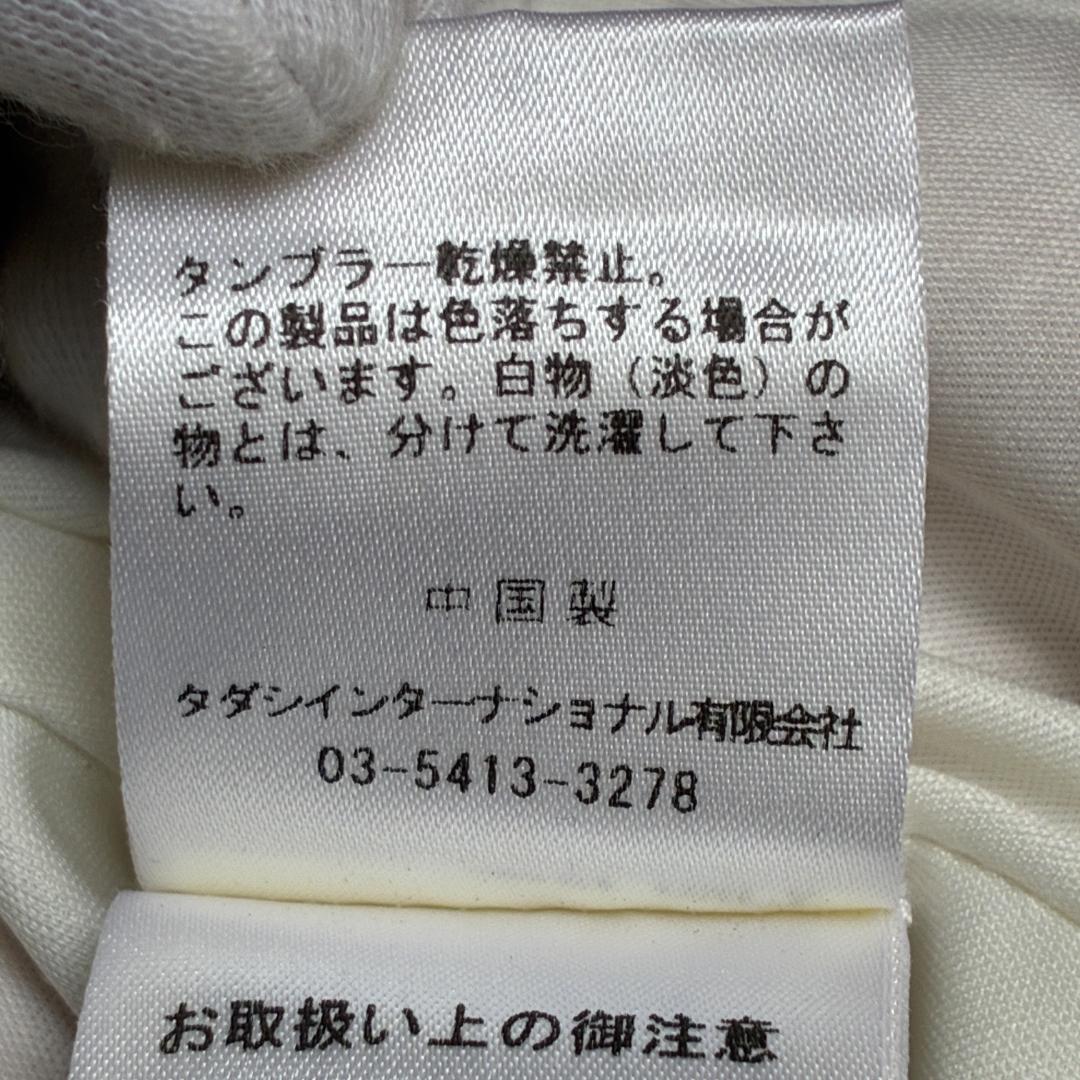 タンブラー乾燥禁止。
この製品は色落ちする場合が
ございます。白物（淡色）の
物とは、分けて洗濯して下さ
い。
中国製
タダシインターナショナル有限会社
03-5413-3278
お取扱い上の御注意